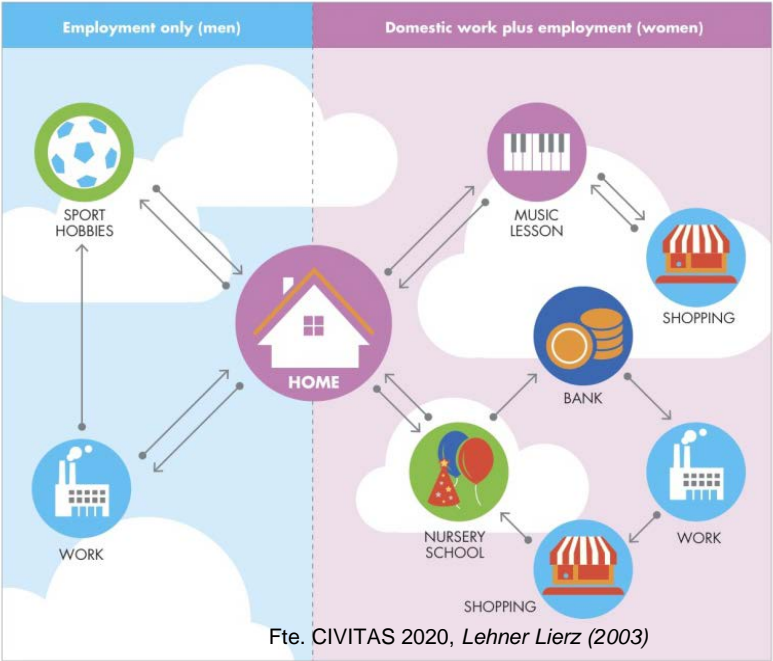 Employment only (men)
Domestic work plus employment (women)
SPORT
HOBBIES
MUSIC
LESSON
SHOPPING
HOME
BANK
WORK
NURSERY
SCHOOL
WORK
SHOPPING
Fte. CIVITAS 2020, Lehner Lierz (2003)